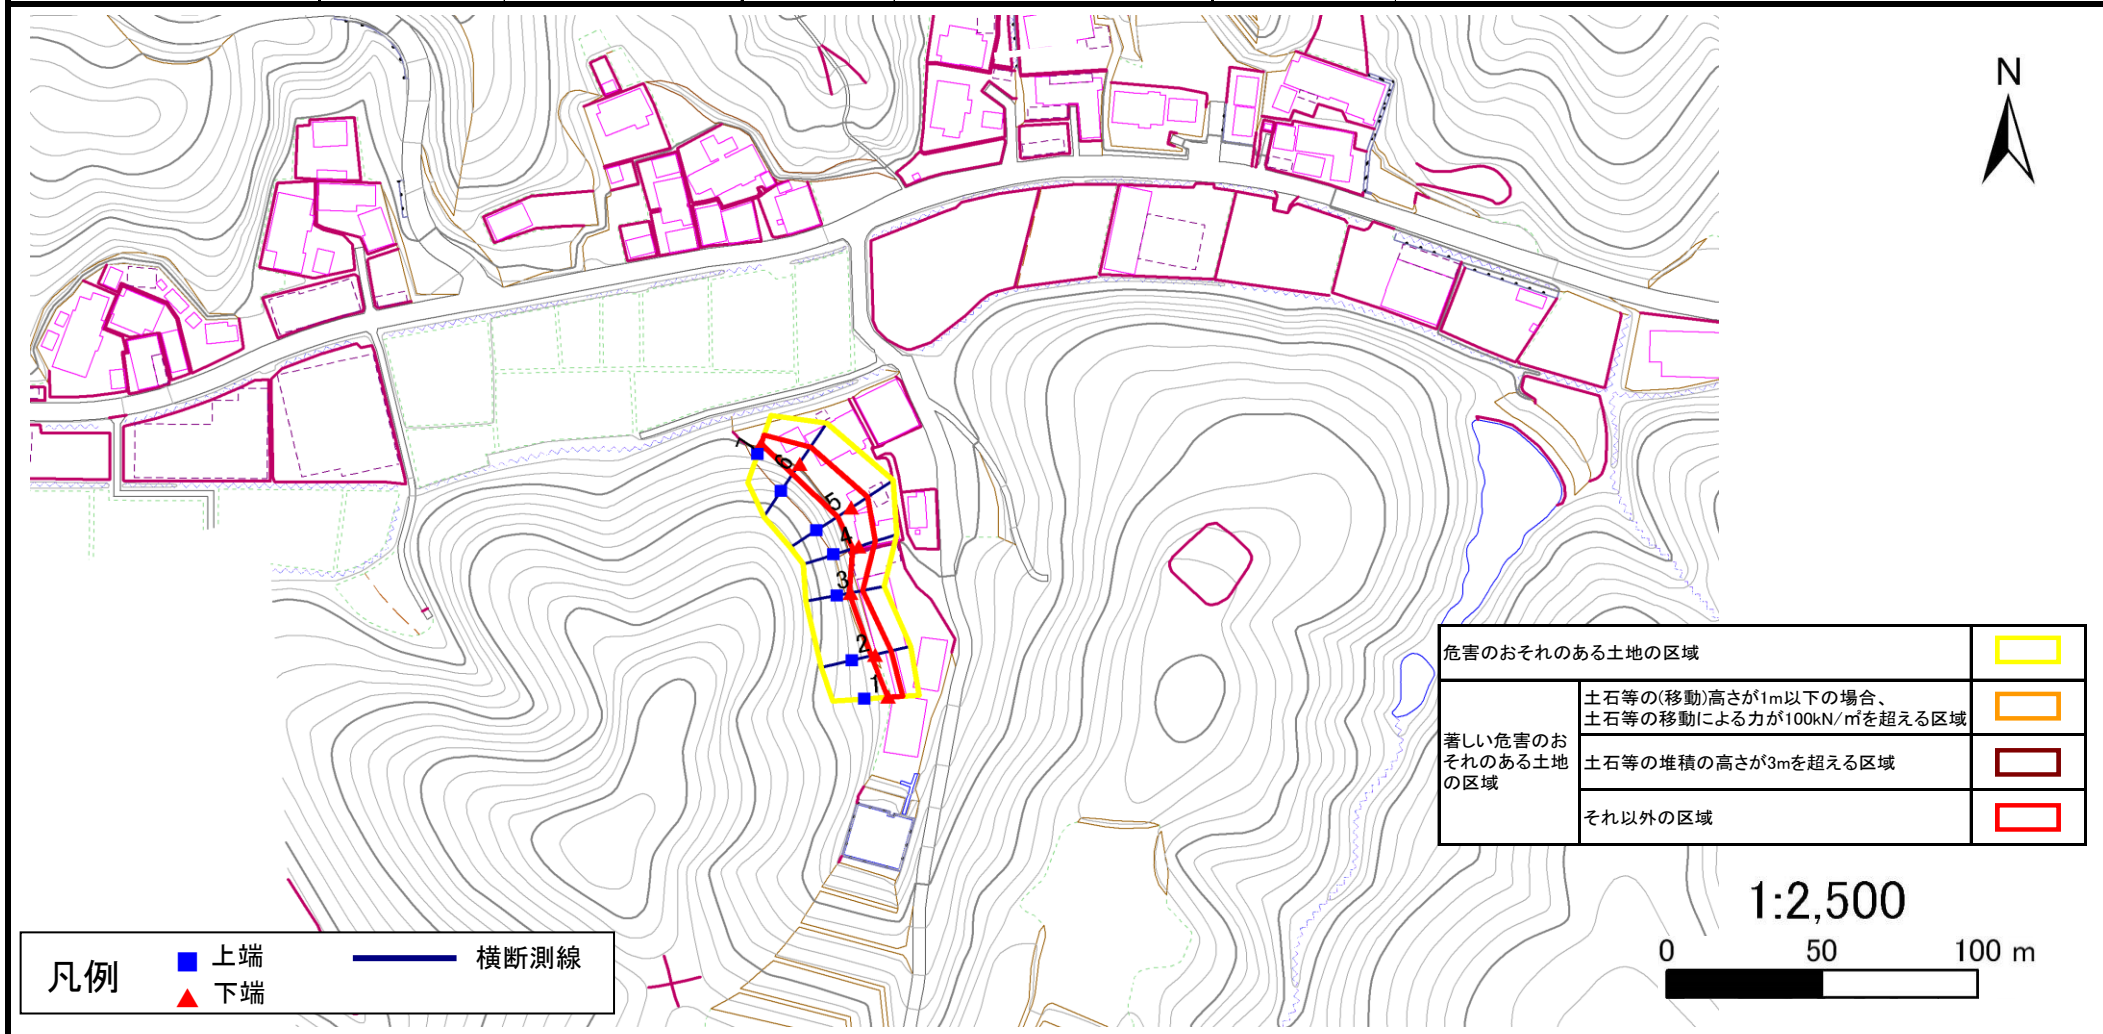 N
7
6
5
4
3
2
1
危害のおそれのある土地の区域
著しい危害のお
それのある土地
の区域
土石等の(移動)高さが1m以下の場合、
土石等の移動による力が100kN/㎡を超える区域
土石等の堆積の高さが3mを超える区域
それ以外の区域
1:2,500
0 50 100 m
凡例
上端
下端
横断測線